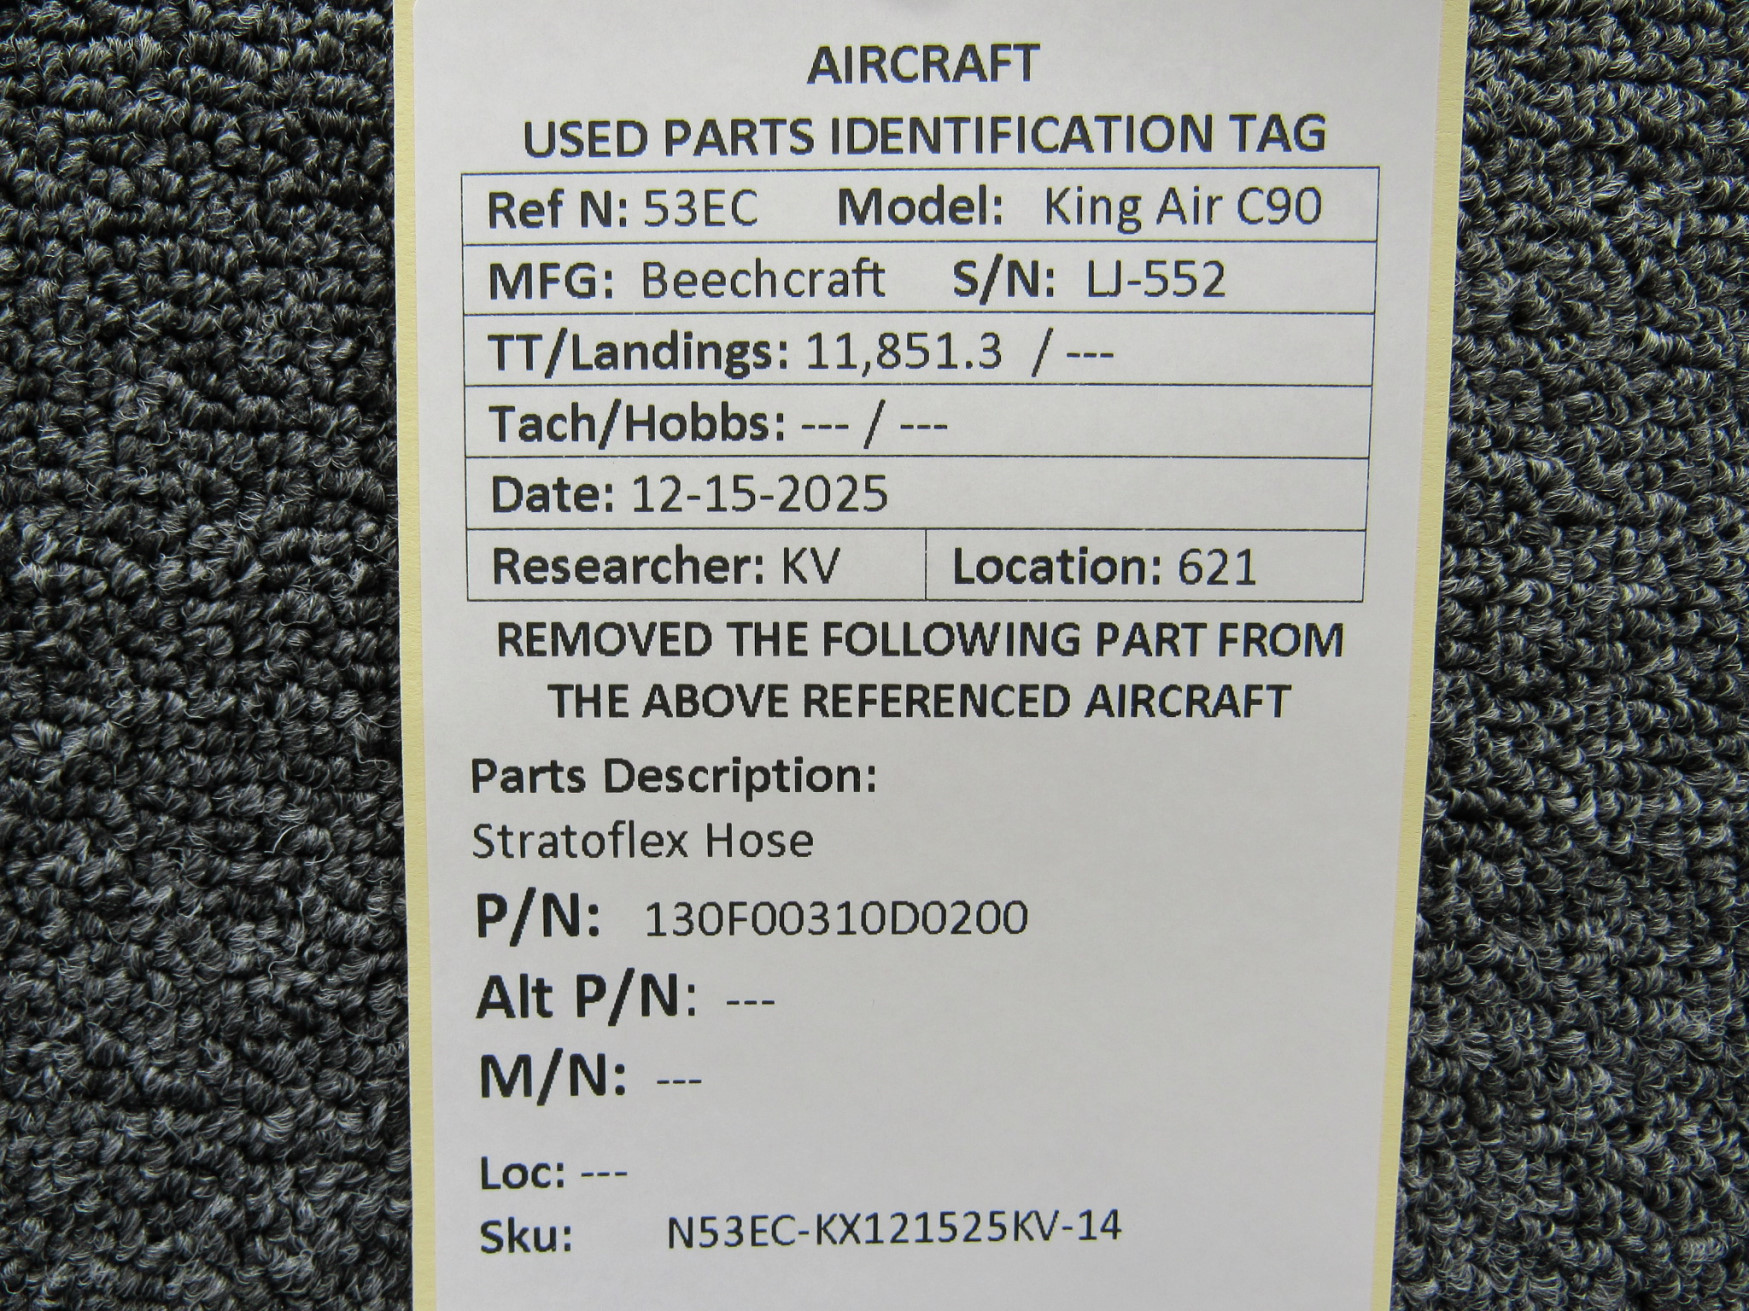 AIRCRAFT
USED PARTS IDENTIFICATION TAG
Ref N: 53EC Model: King Air C90
MFG: Beechcraft S/N: LJ-552
TT/Landings: 11,851.3 / ---
Tach/Hobbs: --- / ---
Date: 12-15-2025
Researcher: KV Location: 621
REMOVED THE FOLLOWING PART FROM
THE ABOVE REFERENCED AIRCRAFT
Parts Description:
Stratoflex Hose
P/N: 130F00310D0200
Alt P/N: ---
M/N: ---
Loc: ---
Sku: N53EC-KX121525KV-14